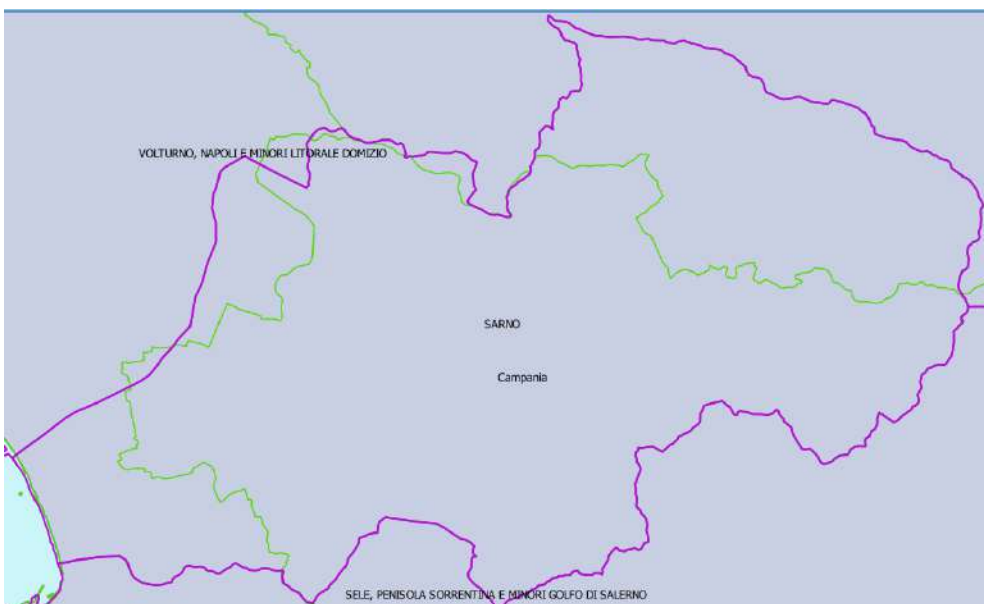 VOLTURNO, NAPOLI E MINORI LITORALE DOMIZIO
SARNO
Campania
SELE, PENISOLA SORRENTINA E MINORI GOLFO DI SALERNO